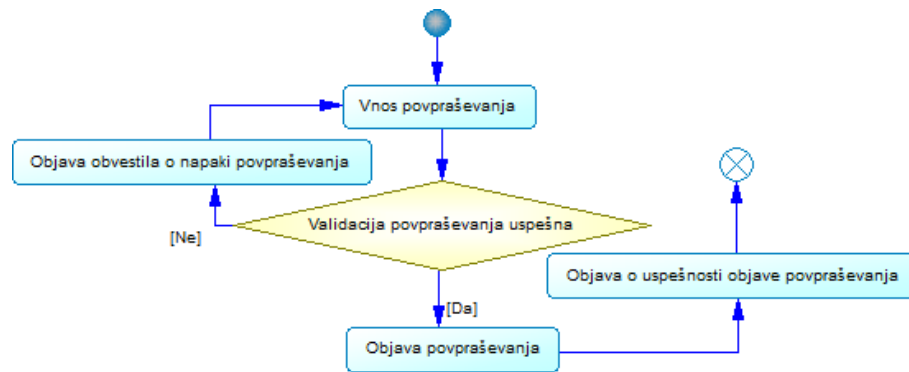 Vnos povpraševanja
Objava obvestila o napaki povpraševanja
Validacija povpraševanja uspešna
[Ne]
Objava o uspešnosti objave povpraševanja
[Da]
Objava povpraševanja